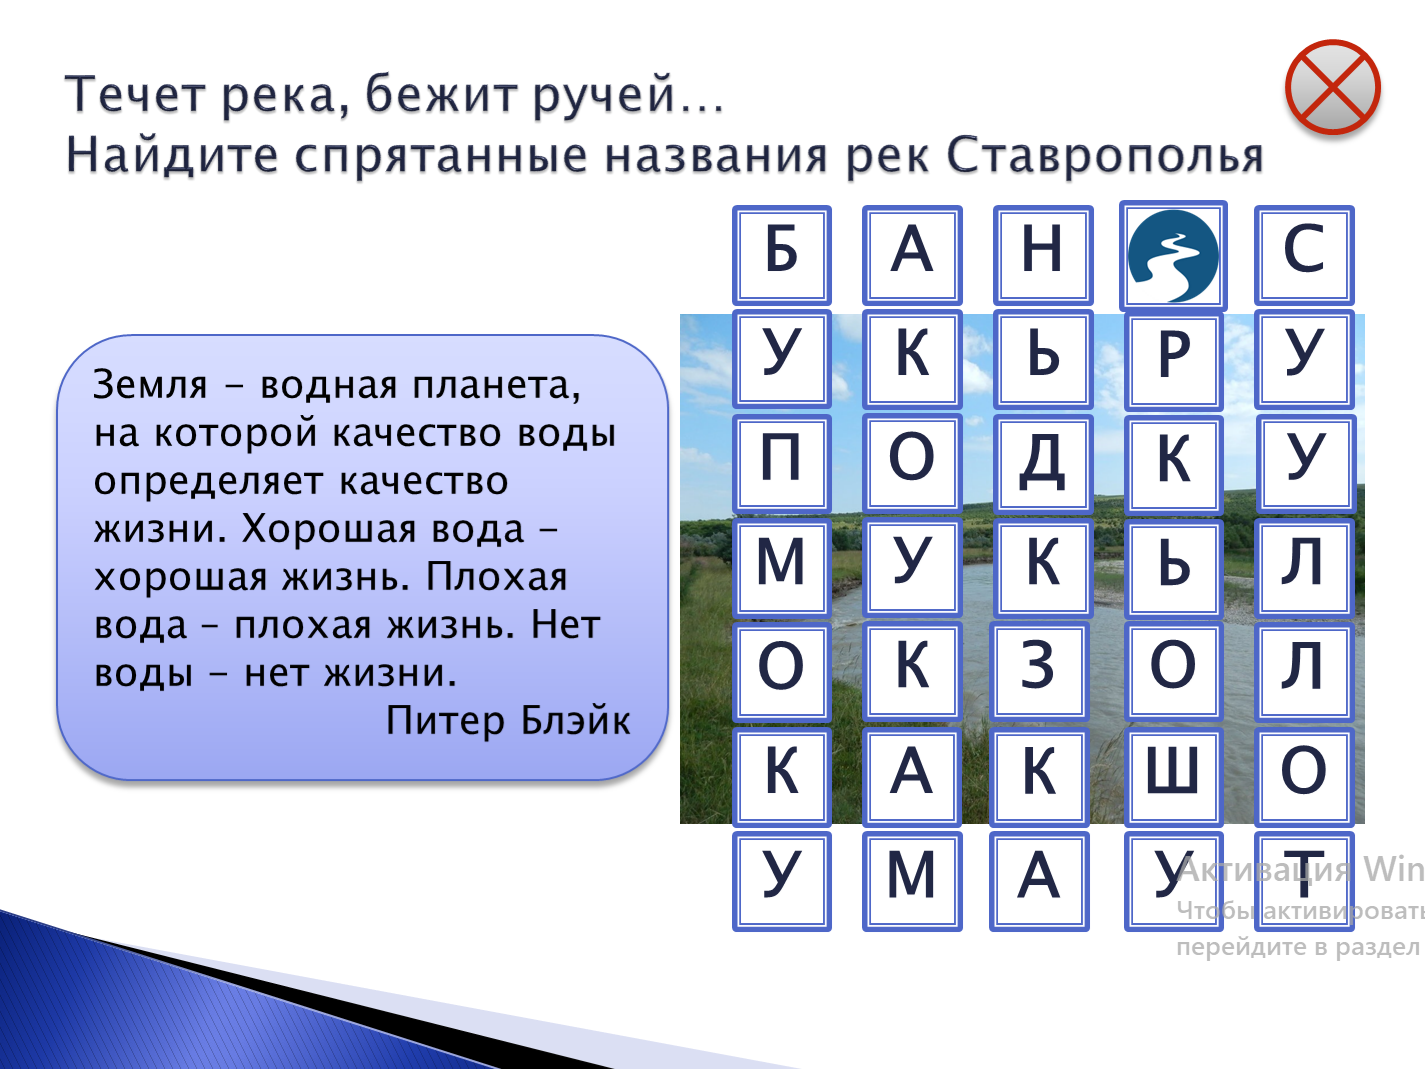 Течет река, бежит ручей…
Найдите спрятанные названия рек Ставрополья
Земля – водная планета,
на которой качество воды
определяет качество
жизни. Хорошая вода –
хорошая жизнь. Плохая
вода – плохая жизнь. Нет
воды – нет жизни.
Питер Блэйк
Б А Н С
У К Ь Р У
П О Д К У
М У К Ь Л
О К З О Л
К А К Ш О
У М А У Т
Активация Win
Чтобы активировать
перейдите в раздел